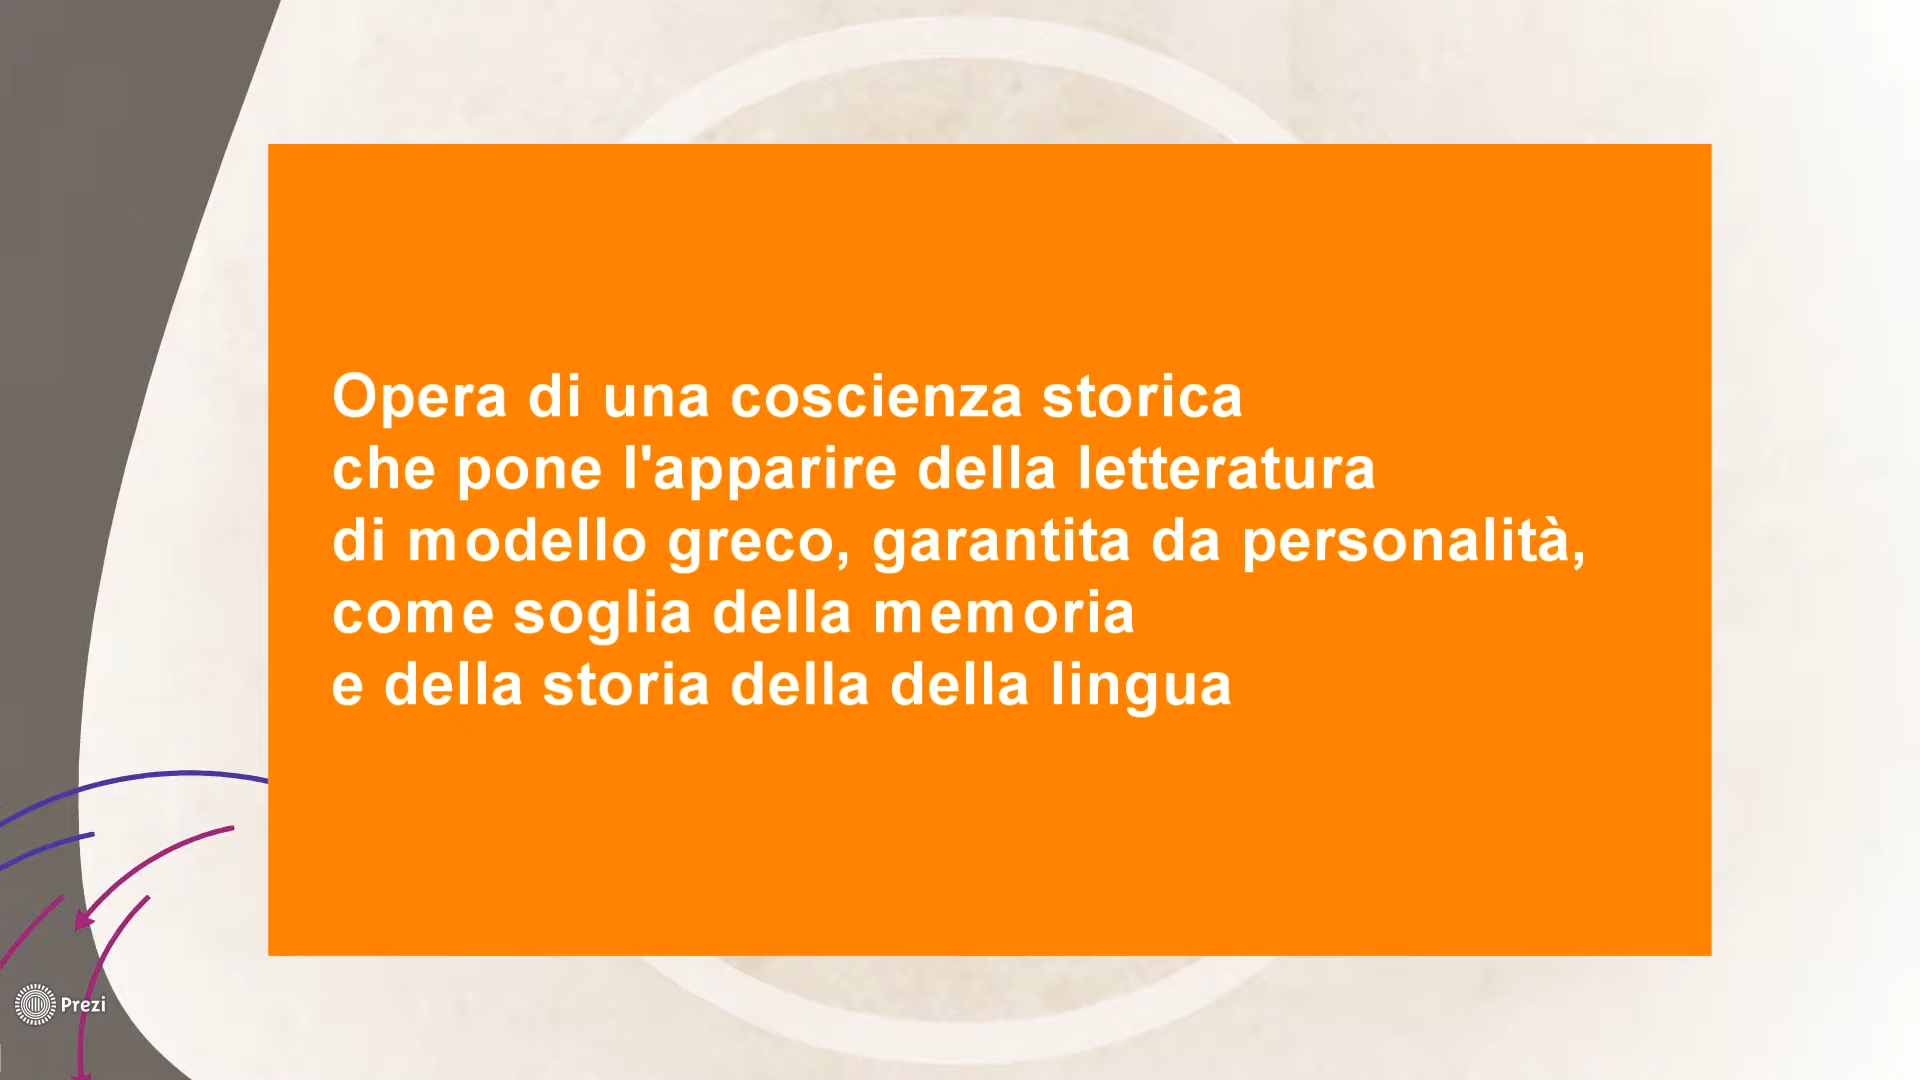 Opera di una coscienza storica
che pone l'apparire della letteratura
di modello greco, garantita da personalità,
come soglia della memoria
e della storia della della lingua
Prezi